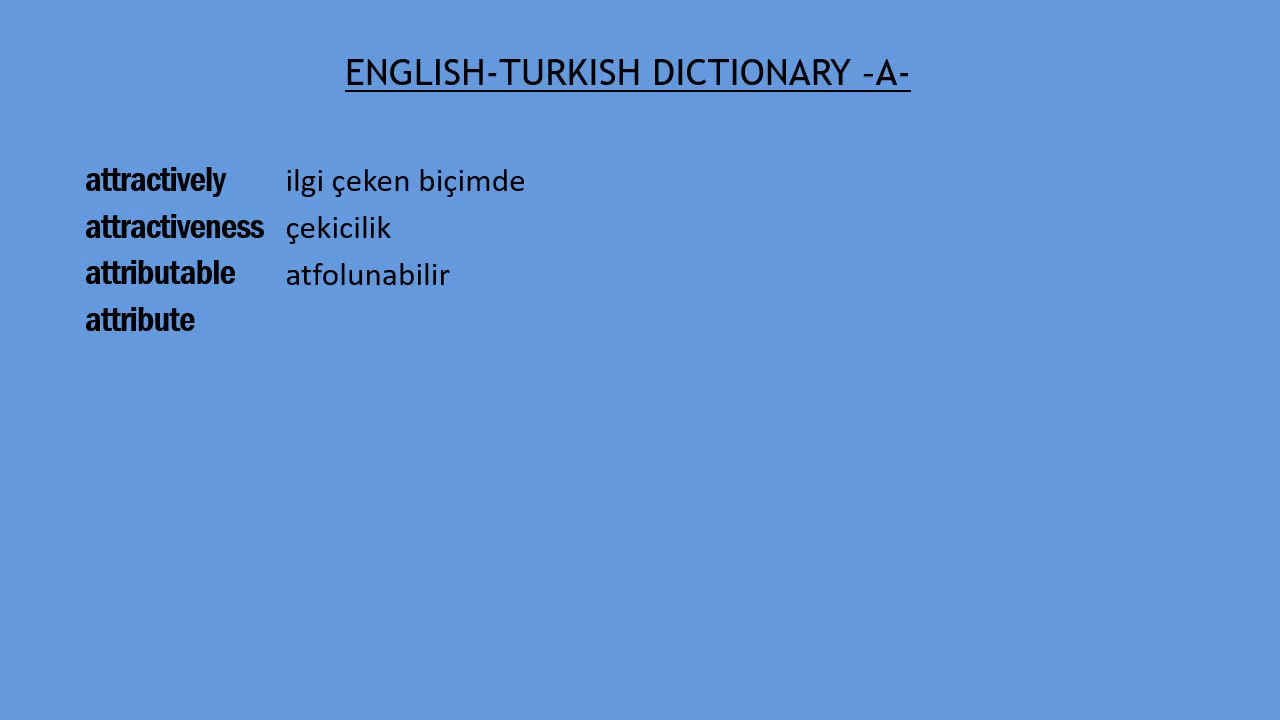 ENGLISH-TURKISH DICTIONARY –A-
attractively ilgi çeken biçimde
attractiveness çekicilik
attributable atfolunabilir
attribute